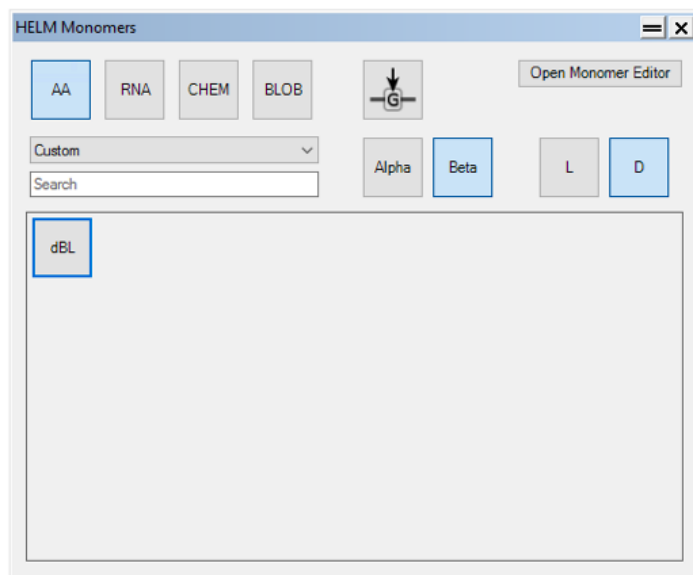 HELM Monomers
AA RNA CHEM BLOB G Open Monomer Editor
Custom
Search
Alpha Beta L D
dBL